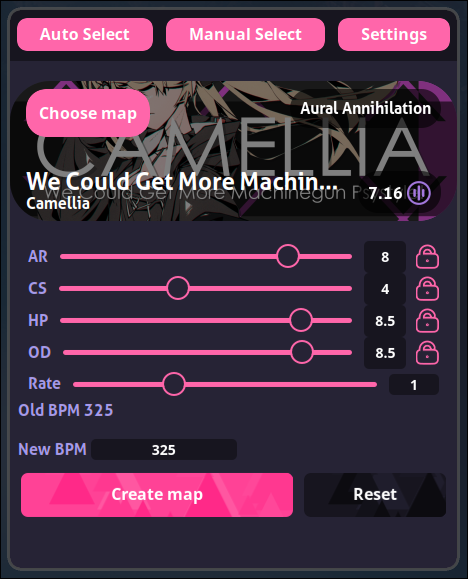 Auto Select Manual Select Settings
Choose map
Aural Annihilation
CAMELLIA
We Could Get More Machin...
Camellia
We Could Get More Machinegun
7.16
AR 8
CS 4
HP 8.5
OD 8.5
Rate 1
Old BPM 325
New BPM 325
Create map Reset